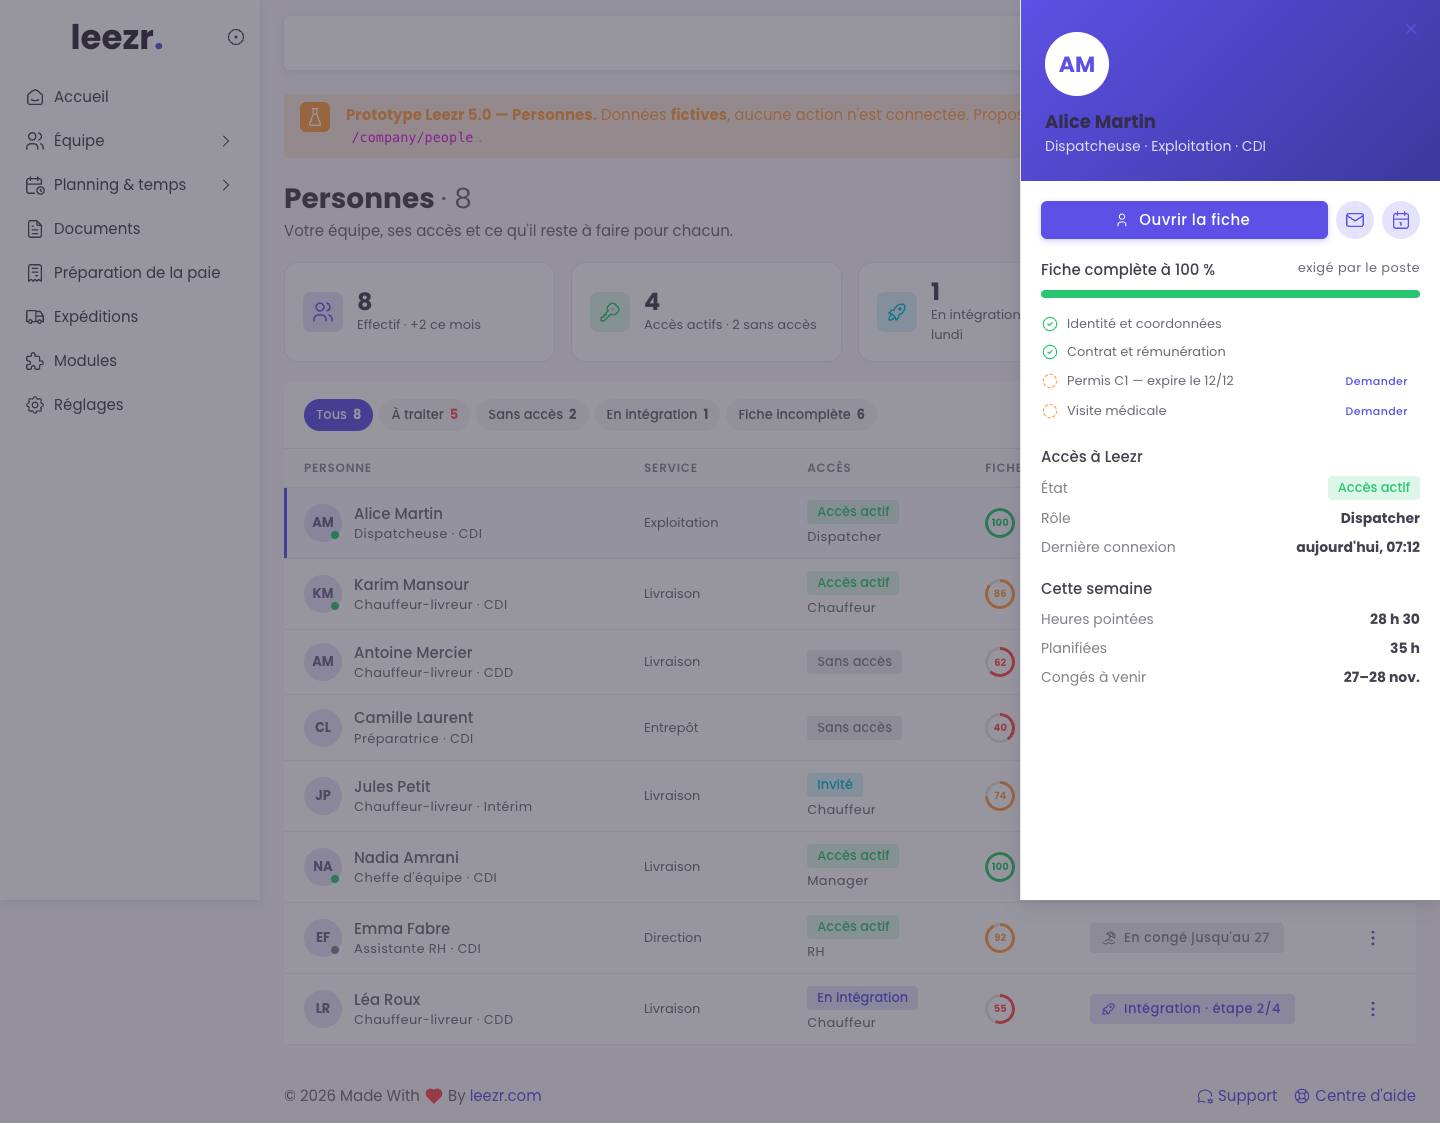 leezr.
Accueil
Équipe
Planning & temps
Documents
Préparation de la paie
Expéditions
Modules
Réglages
Prototype Leezr 5.0 — Personnes. Données fictives, aucune action n'est connectée. Propos
/company/people .
Personnes · 8
Votre équipe, ses accès et ce qu'il reste à faire pour chacun.
8
Effectif · +2 ce mois
4
Accès actifs · 2 sans accès
1
En intégration
lundi
Tous 8
À traiter 5
Sans accès 2
En intégration 1
Fiche incomplète 6
PERSONNE SERVICE ACCÈS FICHE
AM Alice Martin
Dispatcheuse · CDI
Exploitation
Accès actif
Dispatcher
100
KM Karim Mansour
Chauffeur-livreur · CDI
Livraison
Accès actif
Chauffeur
86
AM Antoine Mercier
Chauffeur-livreur · CDD
Livraison
Sans accès
62
CL Camille Laurent
Préparatrice · CDI
Entrepôt
Sans accès
40
JP Jules Petit
Chauffeur-livreur · Intérim
Livraison
Invité
Chauffeur
74
NA Nadia Amrani
Cheffe d'équipe · CDI
Livraison
Accès actif
Manager
100
EF Emma Fabre
Assistante RH · CDI
Direction
Accès actif
RH
92
En congé jusqu'au 27
LR Léa Roux
Chauffeur-livreur · CDD
Livraison
En intégration
Chauffeur
55
Intégration · étape 2/4
© 2026 Made With By leezr.com
Support
Centre d'aide
AM
Alice Martin
Dispatcheuse · Exploitation · CDI
Ouvrir la fiche
Fiche complète à 100 % exigé par le poste
Identité et coordonnées
Contrat et rémunération
Permis C1 — expire le 12/12 Demander
Visite médicale Demander
Accès à Leezr
État Accès actif
Rôle Dispatcher
Dernière connexion aujourd'hui, 07:12
Cette semaine
Heures pointées 28 h 30
Planifiées 35 h
Congés à venir 27–28 nov.